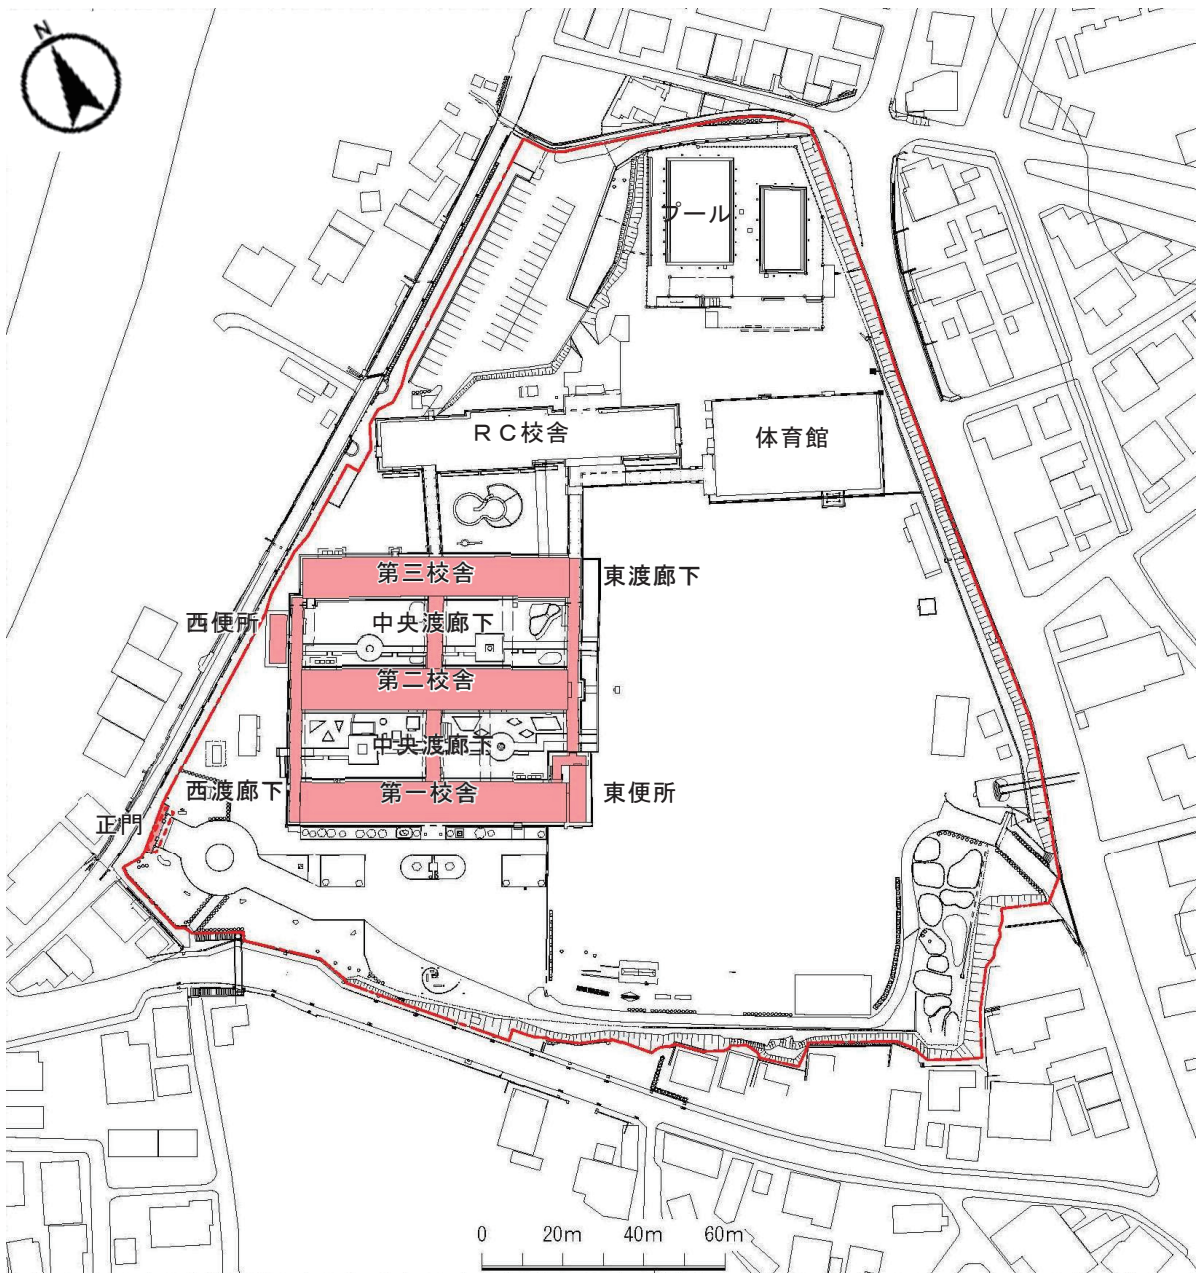 N
プール
RC校舎
体育館
第三校舎
東渡廊下
西便所
中央渡廊下
第二校舎
中央渡廊下
西渡廊下
第一校舎
東便所
正門
0 20m 40m 60m